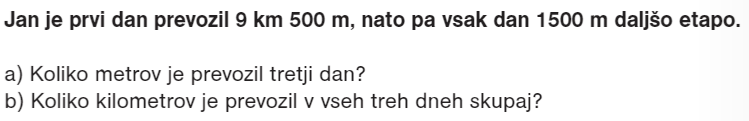 Jan je prvi dan prevozil 9 km 500 m, nato pa vsak dan 1500 m daljšo etapo.
a) Koliko metrov je prevozil tretji dan?
b) Koliko kilometrov je prevozil v vseh treh dneh skupaj?